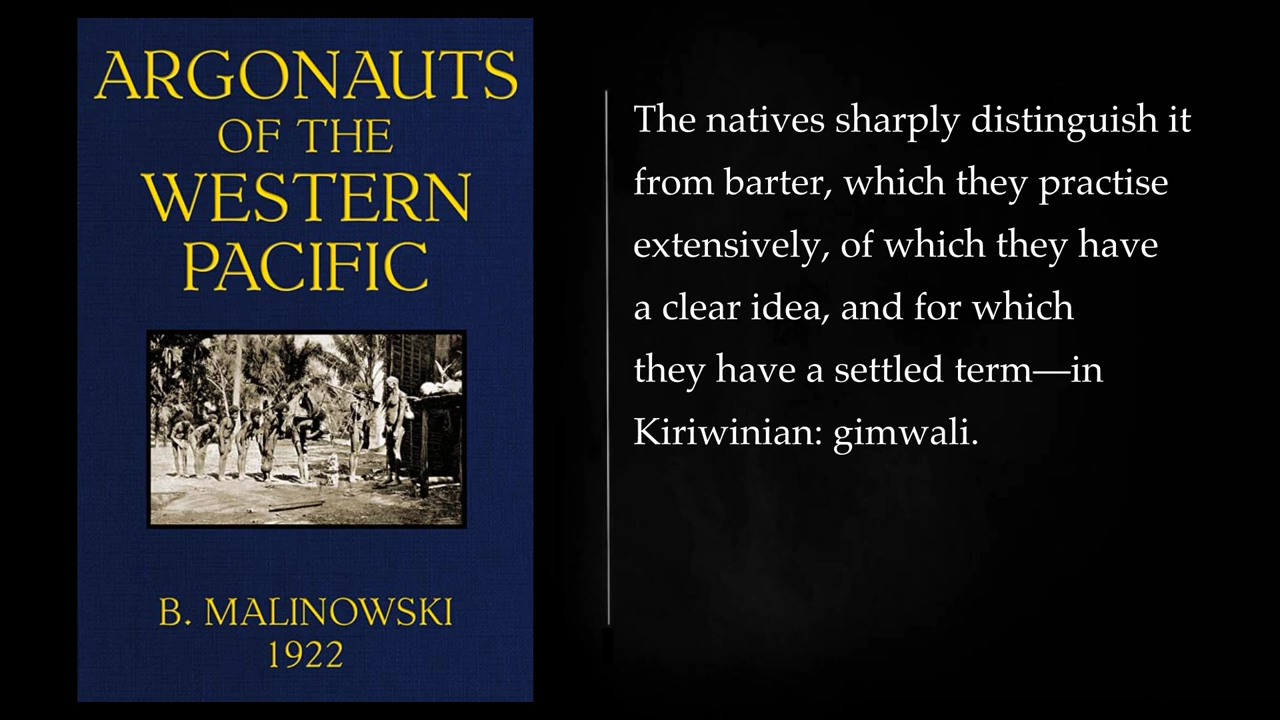 ARGONAUTS
OF THE
WESTERN
PACIFIC
B. MALINOWSKI
1922
The natives sharply distinguish it
from barter, which they practise
extensively, of which they have
a clear idea, and for which
they have a settled term—in
Kiriwinian: gimwali.